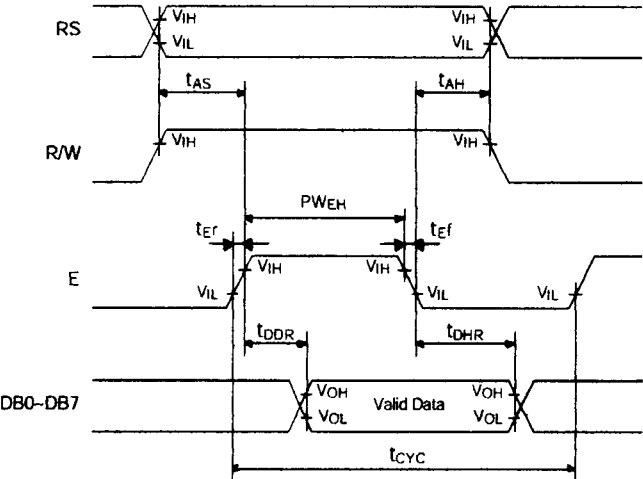 RS
VIH
VIL
VIH
VIL
tAS
tAH
R/W
VIH
VIH
PWEH
tEr
tEf
E
VIH
VIH
VIL
VIL
VIL
tDDR
tDHR
DB0~DB7
VOH
VOL
Valid Data
VOH
VOL
tCYC